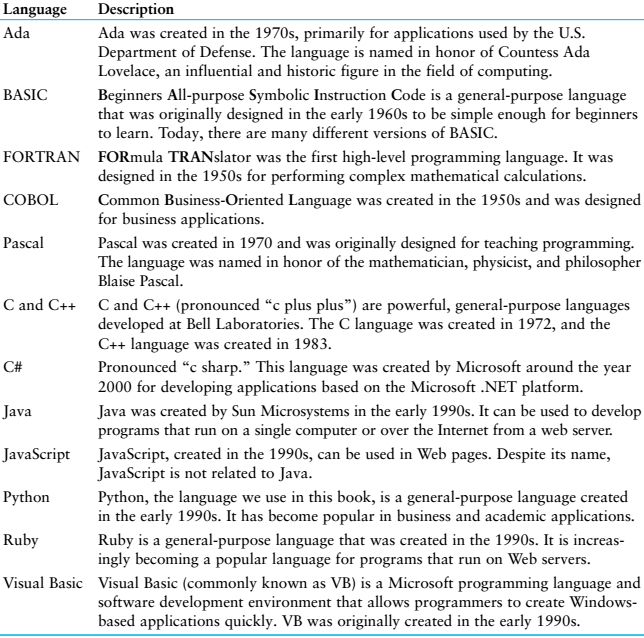 Language Description
Ada Ada was created in the 1970s, primarily for applications used by the U.S.
Department of Defense. The language is named in honor of Countess Ada
Lovelace, an influential and historic figure in the field of computing.
BASIC Beginners All-purpose Symbolic Instruction Code is a general-purpose language
that was originally designed in the early 1960s to be simple enough for beginners
to learn. Today, there are many different versions of BASIC.
FORTRAN FORmula TRANslator was the first high-level programming language. It was
designed in the 1950s for performing complex mathematical calculations.
COBOL Common Business-Oriented Language was created in the 1950s and was designed
for business applications.
Pascal Pascal was created in 1970 and was originally designed for teaching programming.
The language was named in honor of the mathematician, physicist, and philosopher
Blaise Pascal.
C and C++ C and C++ (pronounced “c plus plus”) are powerful, general-purpose languages
developed at Bell Laboratories. The C language was created in 1972, and the
C++ language was created in 1983.
C# Pronounced “c sharp.” This language was created by Microsoft around the year
2000 for developing applications based on the Microsoft .NET platform.
Java Java was created by Sun Microsystems in the early 1990s. It can be used to develop
programs that run on a single computer or over the Internet from a web server.
JavaScript JavaScript, created in the 1990s, can be used in Web pages. Despite its name,
JavaScript is not related to Java.
Python Python, the language we use in this book, is a general-purpose language created
in the early 1990s. It has become popular in business and academic applications.
Ruby Ruby is a general-purpose language that was created in the 1990s. It is increas-
ingly becoming a popular language for programs that run on Web servers.
Visual Basic Visual Basic (commonly known as VB) is a Microsoft programming language and
software development environment that allows programmers to create Windows-
based applications quickly. VB was originally created in the early 1990s.